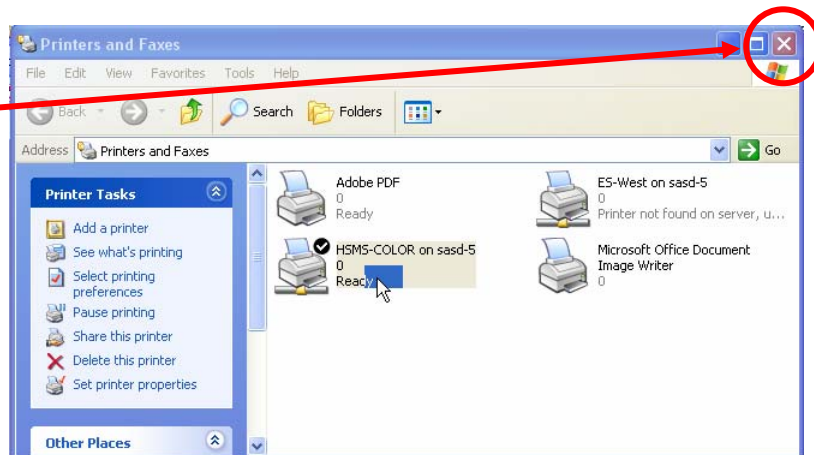 Printers and Faxes
File Edit View Favorites Tools Help
Back Search Folders
Address Printers and Faxes Go
Printer Tasks
Add a printer
See what's printing
Select printing
preferences
Pause printing
Share this printer
Delete this printer
Set printer properties
Other Places
Adobe PDF
0
Ready
ES-West on sasd-5
0
Printer not found on server, u...
HSMS-COLOR on sasd-5
0
Ready
Microsoft Office Document
Image Writer
0